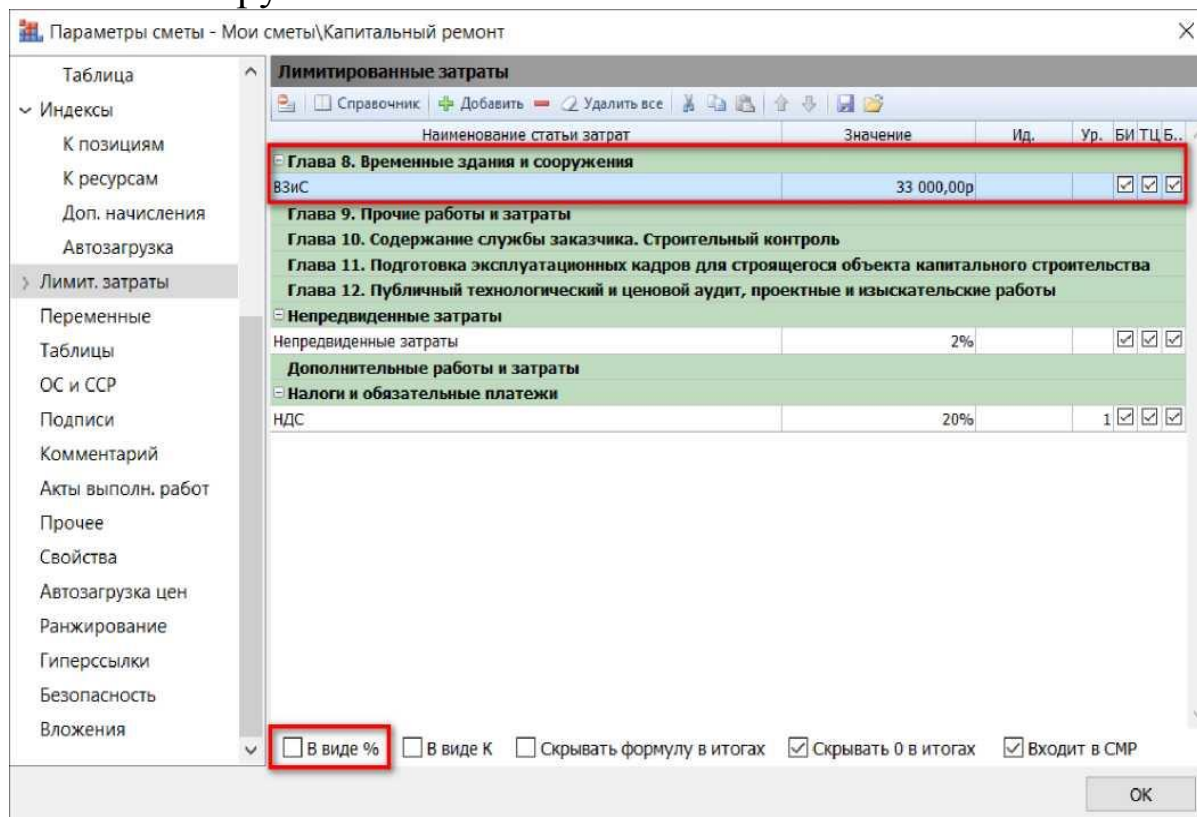 Параметры сметы - Мои сметы\Капитальный ремонт
Таблица
Индексы
К позициям
К ресурсам
Доп. начисления
Автозагрузка
Лимит. затраты
Переменные
Таблицы
ОС и ССР
Подписи
Комментарий
Акты выполн. работ
Прочее
Свойства
Автозагрузка цен
Ранжирование
Гиперссылки
Безопасность
Вложения
Лимитированные затраты
Справочник Добавить Удалить все
Наименование статьи затрат Значение Ид. Ур. БИ ТЦ Б..
Глава 8. Временные здания и сооружения
ВЗиС 33 000,00р
Глава 9. Прочие работы и затраты
Глава 10. Содержание службы заказчика. Строительный контроль
Глава 11. Подготовка эксплуатационных кадров для строящегося объекта капитального строительства
Глава 12. Публичный технологический и ценовой аудит, проектные и изыскательские работы
Непредвиденные затраты
Непредвиденные затраты 2%
Дополнительные работы и затраты
Налоги и обязательные платежи
НДС 20% 1
В виде % В виде К Скрывать формулу в итогах Скрывать 0 в итогах Входит в СМР
ОК